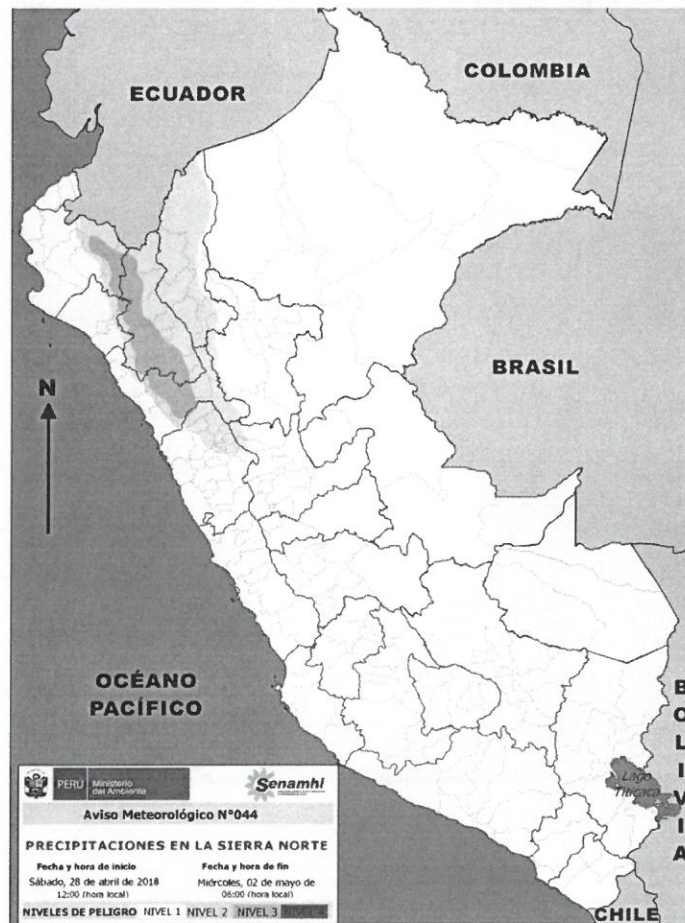 COLOMBIA
ECUADOR
BRASIL
N
OCÉANO
PACÍFICO
BOLIVIA
Lago
Titicaca
CHILE
PERÚ Ministerio
del Ambiente
Senamhi
Aviso Meteorológico N°044
PRECIPITACIONES EN LA SIERRA NORTE
Fecha y hora de inicio
Sábado, 28 de abril de 2018
12:00 (hora local)
Fecha y hora de fin
Miércoles, 02 de mayo de
06:00 (hora local)
NIVELES DE PELIGRO NIVEL 1 NIVEL 2 NIVEL 3